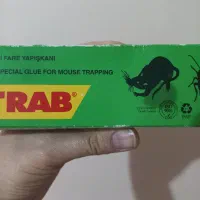 FARE YAPIŞKANI
SPECIAL GLUE FOR MOUSE TRAPPING
TRAB®